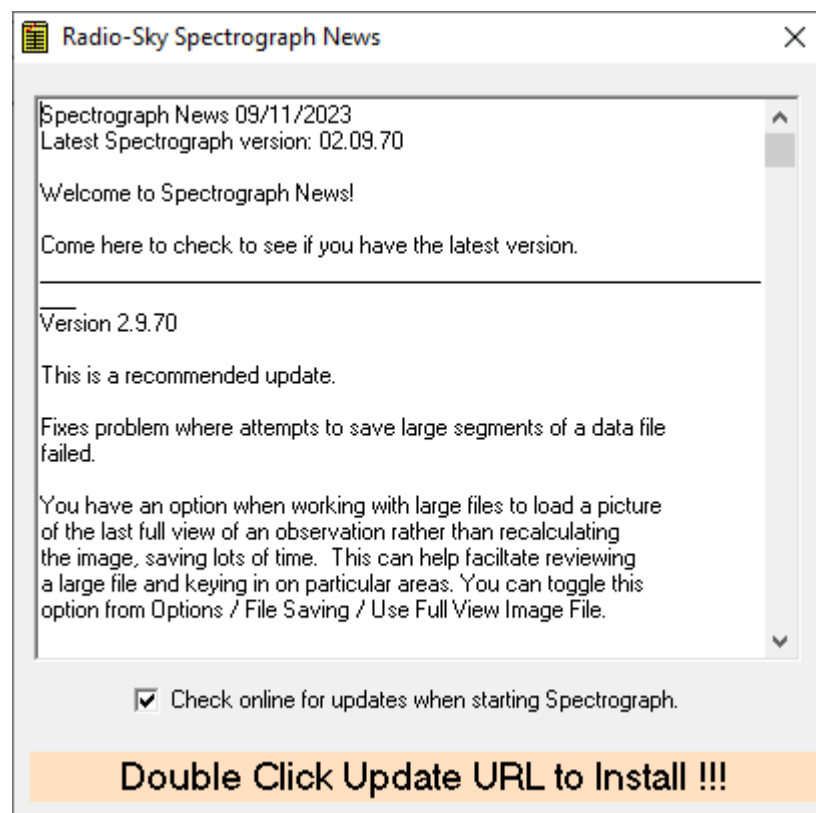 Radio-Sky Spectrograph News
Spectrograph News 09/11/2023
Latest Spectrograph version: 02.09.70
Welcome to Spectrograph News!
Come here to check to see if you have the latest version.
Version 2.9.70
This is a recommended update.
Fixes problem where attempts to save large segments of a data file
failed.
You have an option when working with large files to load a picture
of the last full view of an observation rather than recalculating
the image, saving lots of time.  This can help faciltate reviewing
a large file and keying in on particular areas. You can toggle this
option from Options / File Saving / Use Full View Image File.
Check online for updates when starting Spectrograph.
Double Click Update URL to Install !!!